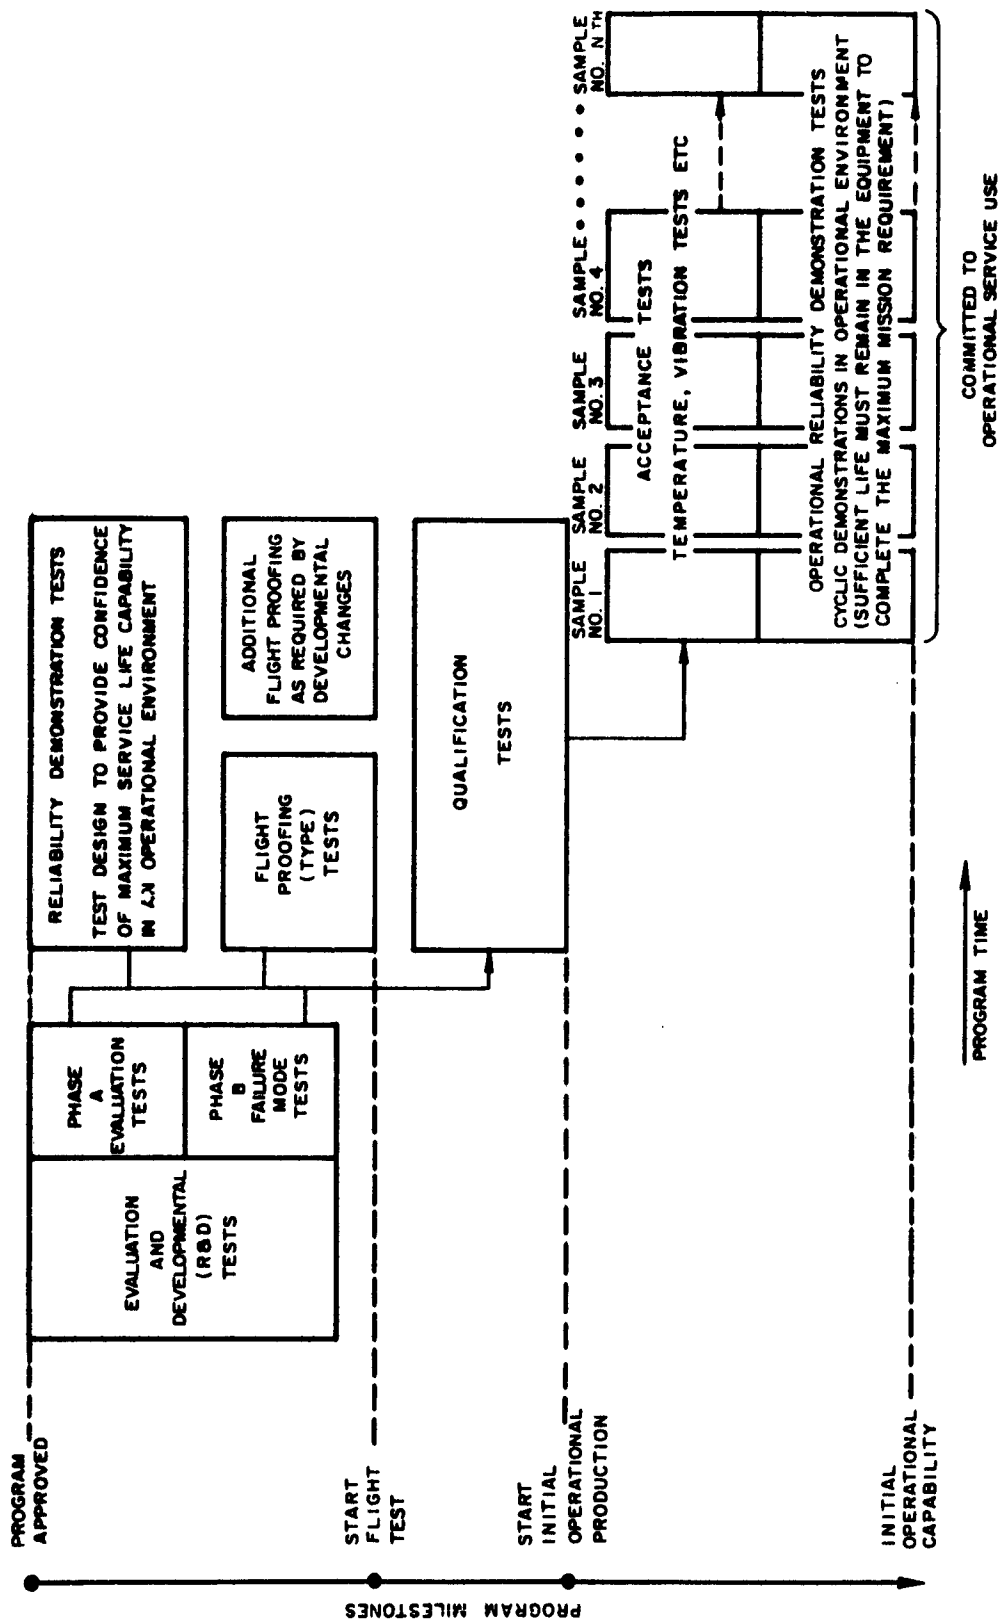 PROGRAM MILESTONES
PROGRAM
APPROVED
START
FLIGHT
TEST
START
INITIAL
OPERATIONAL
PRODUCTION
INITIAL
OPERATIONAL
CAPABILITY
EVALUATION
AND
DEVELOPMENTAL
(R&D)
TESTS
PHASE
A
EVALUATION
TESTS
PHASE
B
FAILURE
MODE
TESTS
RELIABILITY DEMONSTRATION TESTS
TEST DESIGN TO PROVIDE CONFIDENCE
OF MAXIMUM SERVICE LIFE CAPABILITY
IN AN OPERATIONAL ENVIRONMENT
FLIGHT
PROOFING
(TYPE)
TESTS
ADDITIONAL
FLIGHT PROOFING
AS REQUIRED BY
DEVELOPMENTAL
CHANGES
QUALIFICATION
TESTS
SAMPLE
NO. 1
SAMPLE
NO. 2
SAMPLE
NO. 3
SAMPLE
NO. 4
SAMPLE
NO. NTH
ACCEPTANCE TESTS
TEMPERATURE, VIBRATION TESTS ETC
OPERATIONAL RELIABILITY DEMONSTRATION TESTS
CYCLIC DEMONSTRATIONS IN OPERATIONAL ENVIRONMENT
(SUFFICIENT LIFE MUST REMAIN IN THE EQUIPMENT TO
COMPLETE THE MAXIMUM MISSION REQUIREMENT)
COMMITTED TO
OPERATIONAL SERVICE USE
PROGRAM TIME